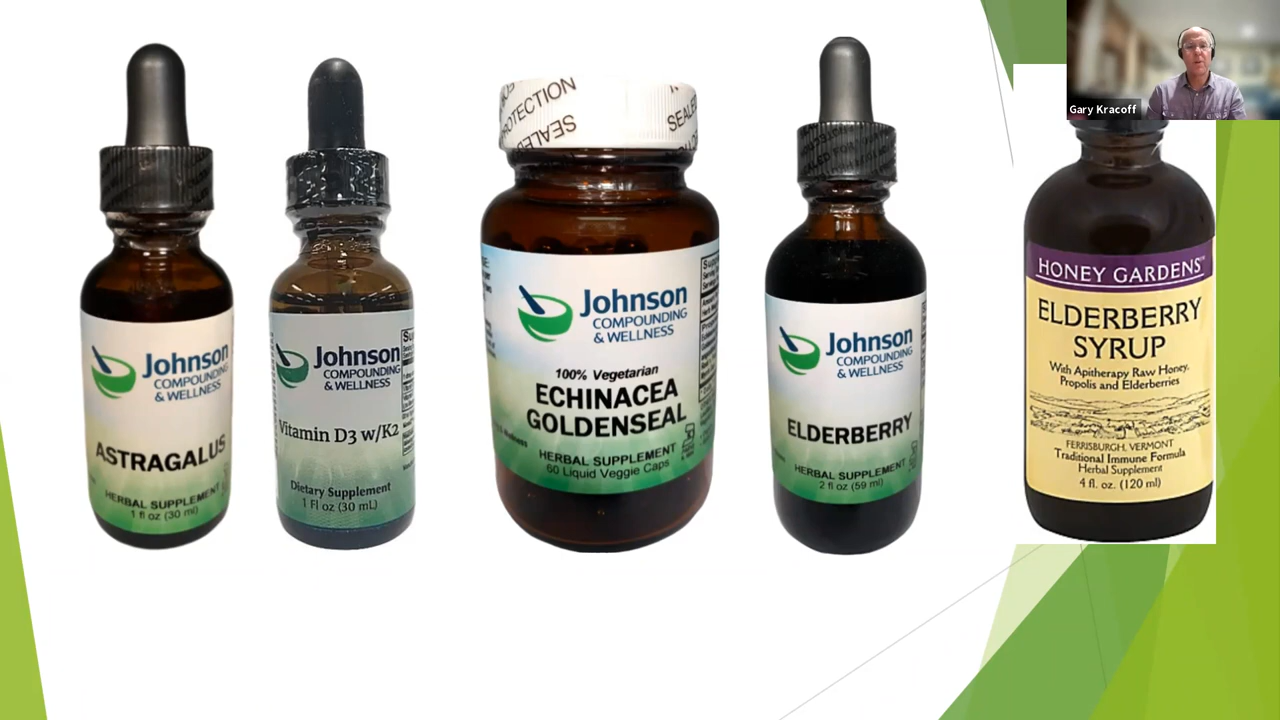 Gary Kracoff
Johnson
COMPOUNDING
& WELLNESS
ASTRAGALUS
HERBAL SUPPLEMENT
1 fl oz (30 ml)
Johnson
COMPOUNDING
& WELLNESS
Vitamin D3 w/K2
Dietary Supplement
1 Fl oz (30 mL)
PROTECTION
SEALED
SEALE
Johnson
COMPOUNDING
& WELLNESS
100% Vegetarian
ECHINACEA
GOLDENSEAL
HERBAL SUPPLEMENT
60 Liquid Veggie Caps
Johnson
COMPOUNDING
& WELLNESS
ELDERBERRY
HERBAL SUPPLEMENT
2 fl oz (59 ml)
HONEY GARDENS™
ELDERBERRY
SYRUP
With Apitherapy Raw Honey,
Propolis and Elderberries
FERRISBURGH, VERMONT
Traditional Immune Formula
Herbal Supplement
4 fl. oz. (120 ml)